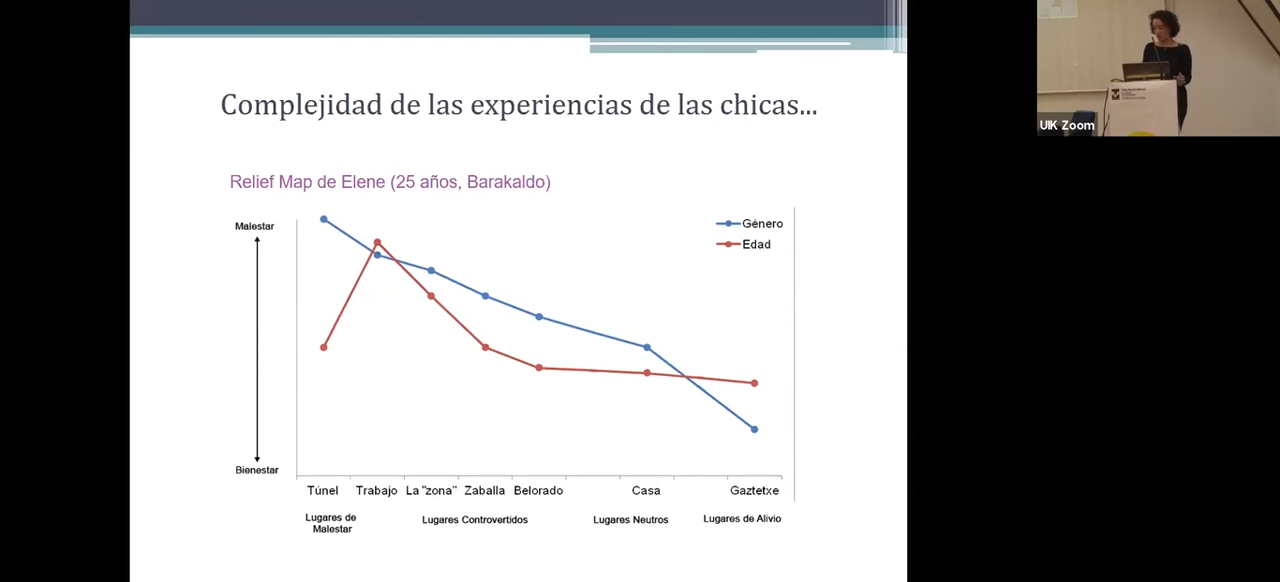 Complejidad de las experiencias de las chicas...
Relief Map de Elene (25 años, Barakaldo)
Malestar
Bienestar
Género
Edad
Túnel Trabajo La "zona" Zaballa Belorado Casa Gaztetxe
Lugares de Malestar
Lugares Controvertidos
Lugares Neutros
Lugares de Alivio
UIK Zoom